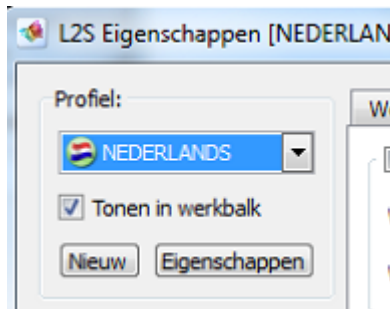 L2S Eigenschappen [NEDERLAN
Profiel:
NEDERLANDS
Tonen in werkbalk
Nieuw Eigenschappen